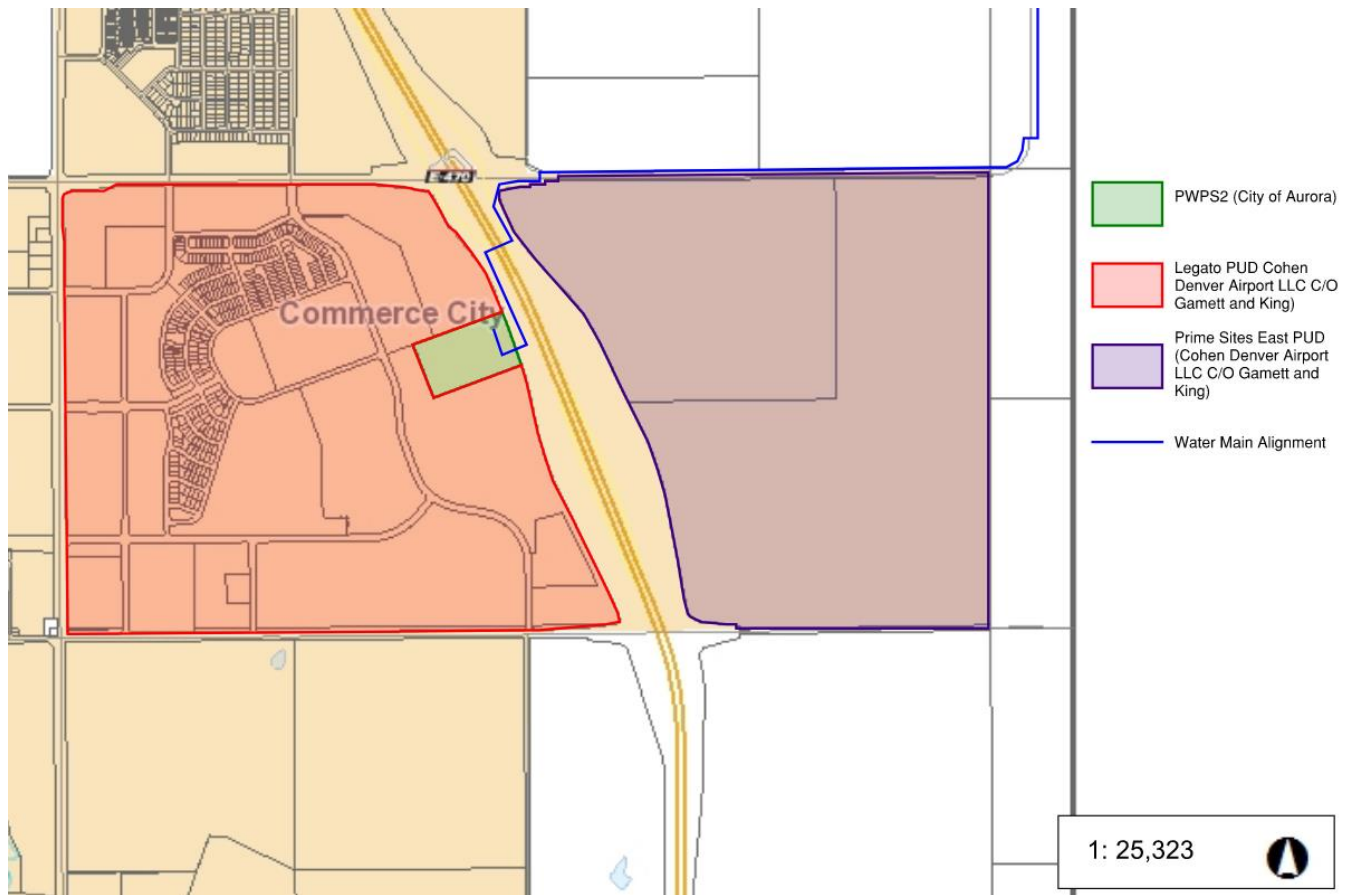 E-470
Commerce City
PWPS2 (City of Aurora)
Legato PUD Cohen
Denver Airport LLC C/O
Gamett and King)
Prime Sites East PUD
(Cohen Denver Airport
LLC C/O Gamett and
King)
Water Main Alignment
1: 25,323